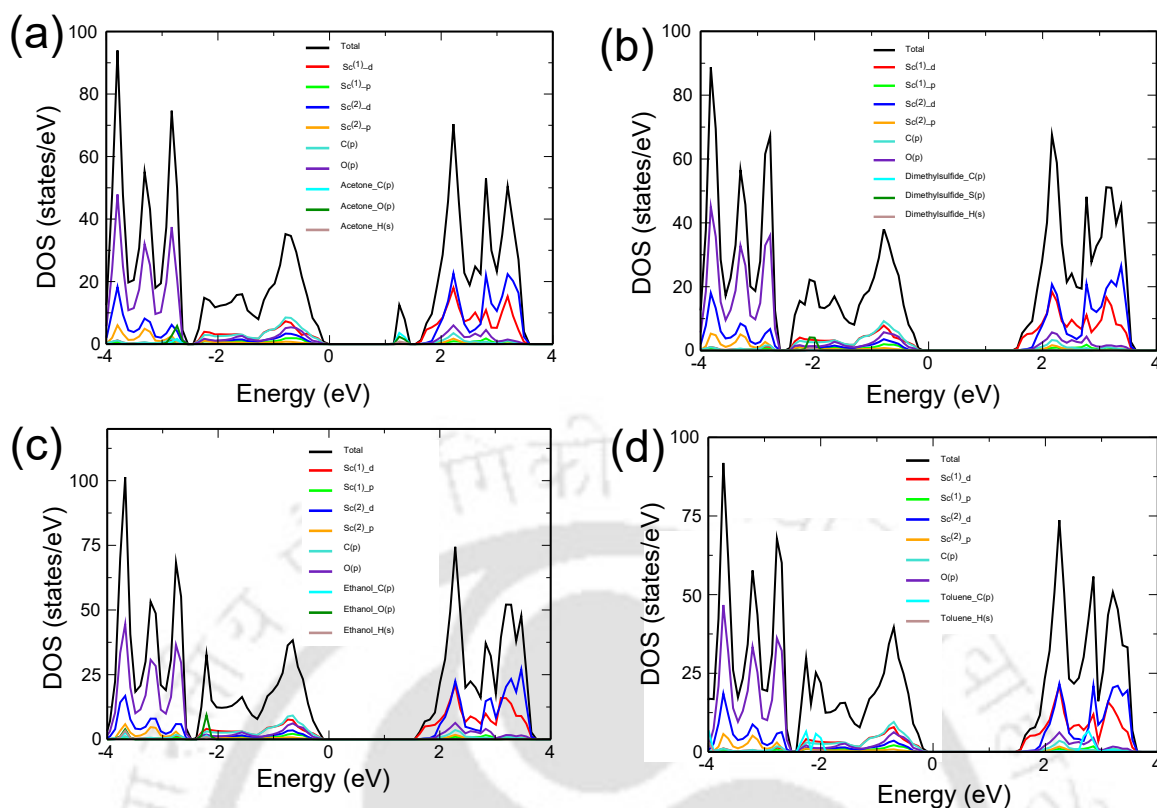 (a)
100
80
60
40
20
0
DOS (states/eV)
-4
-2
0
2
4
Energy (eV)
Total
Sc(1)_d
Sc(1)_p
Sc(2)_d
Sc(2)_p
C(p)
O(p)
Acetone_C(p)
Acetone_O(p)
Acetone_H(s)
(b)
100
80
60
40
20
0
DOS (states/eV)
-4
-2
0
2
4
Energy (eV)
Total
Sc(1)_d
Sc(1)_p
Sc(2)_d
Sc(2)_p
C(p)
O(p)
Dimethylsulfide_C(p)
Dimethylsulfide_S(p)
Dimethylsulfide_H(s)
(c)
100
75
50
25
0
DOS (states/eV)
-4
-2
0
2
4
Energy (eV)
Total
Sc(1)_d
Sc(1)_p
Sc(2)_d
Sc(2)_p
C(p)
O(p)
Ethanol_C(p)
Ethanol_O(p)
Ethanol_H(s)
(d)
100
75
50
25
0
DOS (states/eV)
-4
-2
0
2
4
Energy (eV)
Total
Sc(1)_d
Sc(1)_p
Sc(2)_d
Sc(2)_p
C(p)
O(p)
Toluene_C(p)
Toluene_H(s)